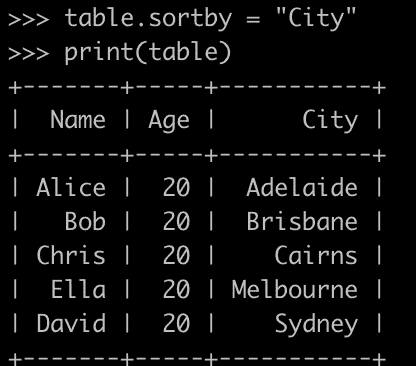 >>> table.sortby = "City"
>>> print(table)
+-------+-----+-----------+
|  Name | Age |      City |
+-------+-----+-----------+
| Alice |  20 |  Adelaide |
|   Bob |  20 |  Brisbane |
| Chris |  20 |    Cairns |
|  Ella |  20 | Melbourne |
| David |  20 |    Sydney |
+-------+-----+-----------+